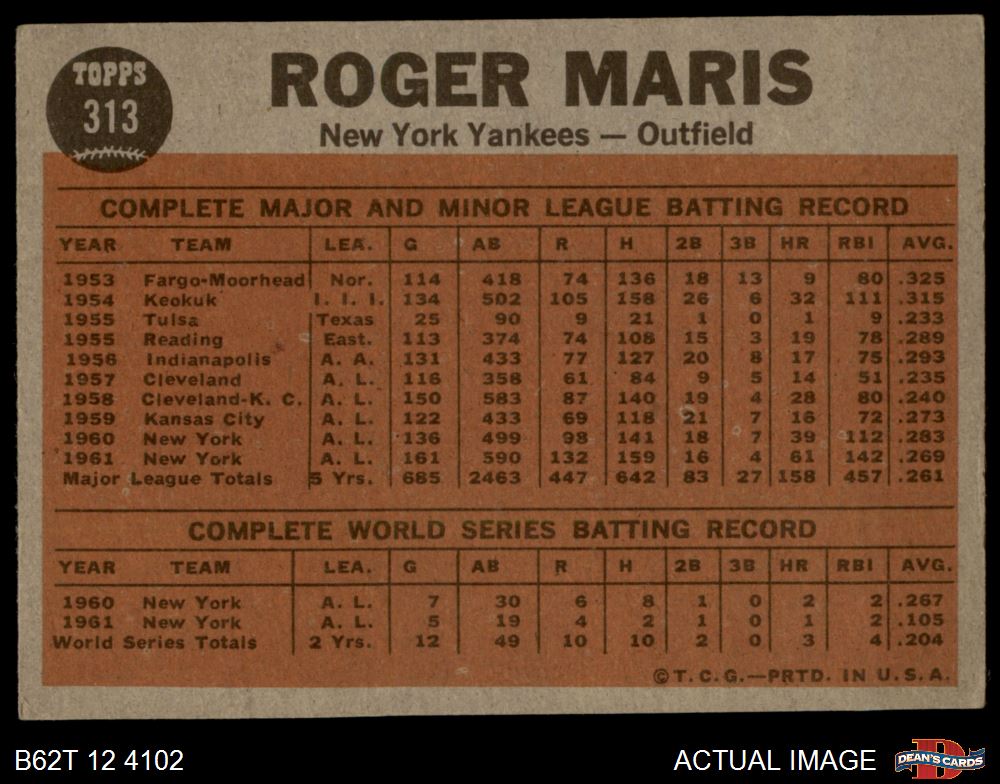 TOPPS
313
ROGER MARIS
New York Yankees — Outfield
COMPLETE MAJOR AND MINOR LEAGUE BATTING RECORD
YEAR TEAM LEA. G AB R H 2B 3B HR RBI AVG.
1953 Fargo-Moorhead Nor. 114 418 74 136 18 13 9 80 .325
1954 Keokuk I. I. I. 134 502 105 158 26 6 32 111 .315
1955 Tulsa Texas 25 90 9 21 1 0 1 9 .233
1955 Reading East. 113 374 74 108 15 3 19 78 .289
1956 Indianapolis A. A. 131 433 77 127 20 8 17 75 .293
1957 Cleveland A. L. 116 358 61 84 9 5 14 51 .235
1958 Cleveland-K. C. A. L. 150 583 87 140 19 4 28 80 .240
1959 Kansas City A. L. 122 433 69 118 21 7 16 72 .273
1960 New York A. L. 136 499 98 141 18 7 39 112 .283
1961 New York A. L. 161 590 132 159 16 4 61 142 .269
Major League Totals 5 Yrs. 685 2463 447 642 83 27 158 457 .261
COMPLETE WORLD SERIES BATTING RECORD
YEAR TEAM LEA. G AB R H 2B 3B HR RBI AVG.
1960 New York A. L. 7 30 6 8 1 0 2 2 .267
1961 New York A. L. 5 19 4 2 1 0 1 2 .105
World Series Totals 2 Yrs. 12 49 10 10 2 0 3 4 .204
©T.C.G.—PRTD. IN U.S.A.
B62T 12 4102
ACTUAL IMAGE
DEAN'S CARDS